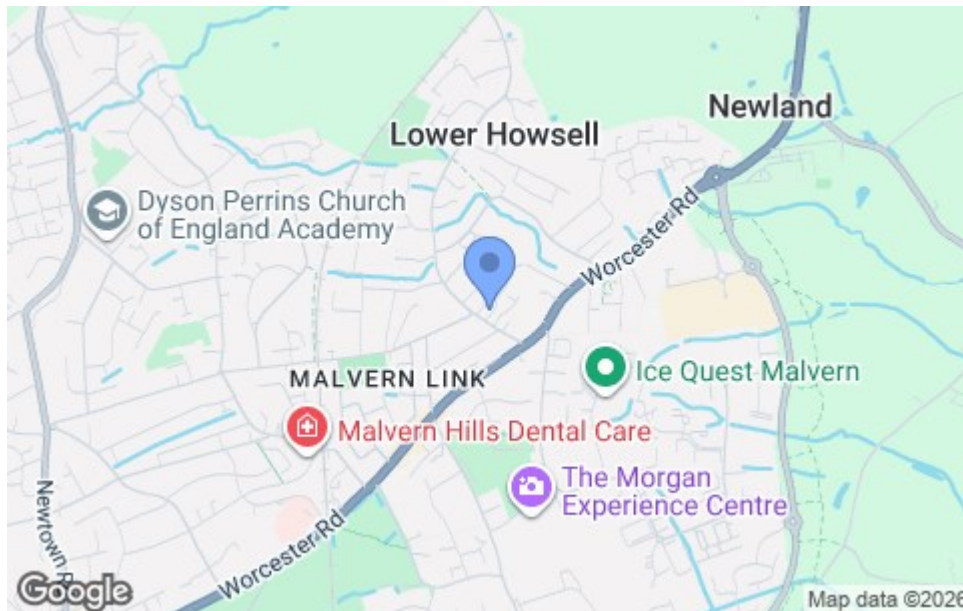 Newland
Lower Howsell
Dyson Perrins Church
of England Academy
Worcester Rd
MALVERN LINK
Ice Quest Malvern
Malvern Hills Dental Care
The Morgan
Experience Centre
Newtown R
Worcester Rd
Google
Map data ©2026